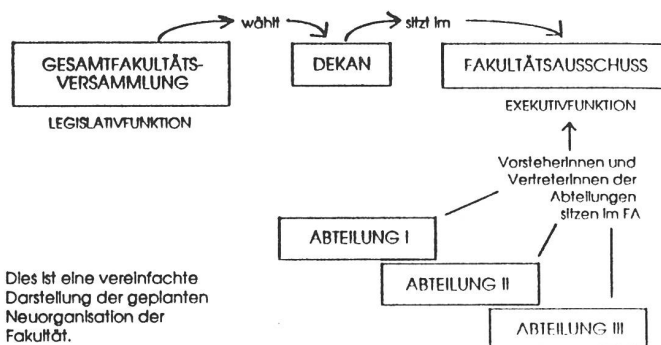 wählt
sitzt im
GESAMTFAKULTÄTS-
VERSAMMLUNG
DEKAN
FAKULTÄTSAUSSCHUSS
LEGISLATIVFUNKTION
EXEKUTIVFUNKTION
VorsteherInnen und
VertreterInnen der
Abteilungen
sitzen im FA
ABTEILUNG I
ABTEILUNG II
ABTEILUNG III
Dies ist eine vereinfachte
Darstellung der geplanten
Neuorganisation der
Fakultät.